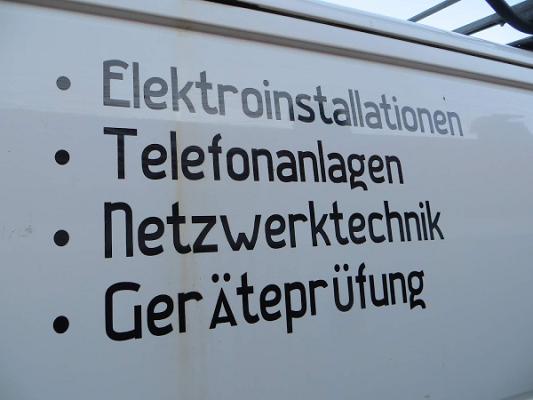 • Elektroinstallationen
• Telefonanlagen
• Netzwerktechnik
• Geräteprüfung